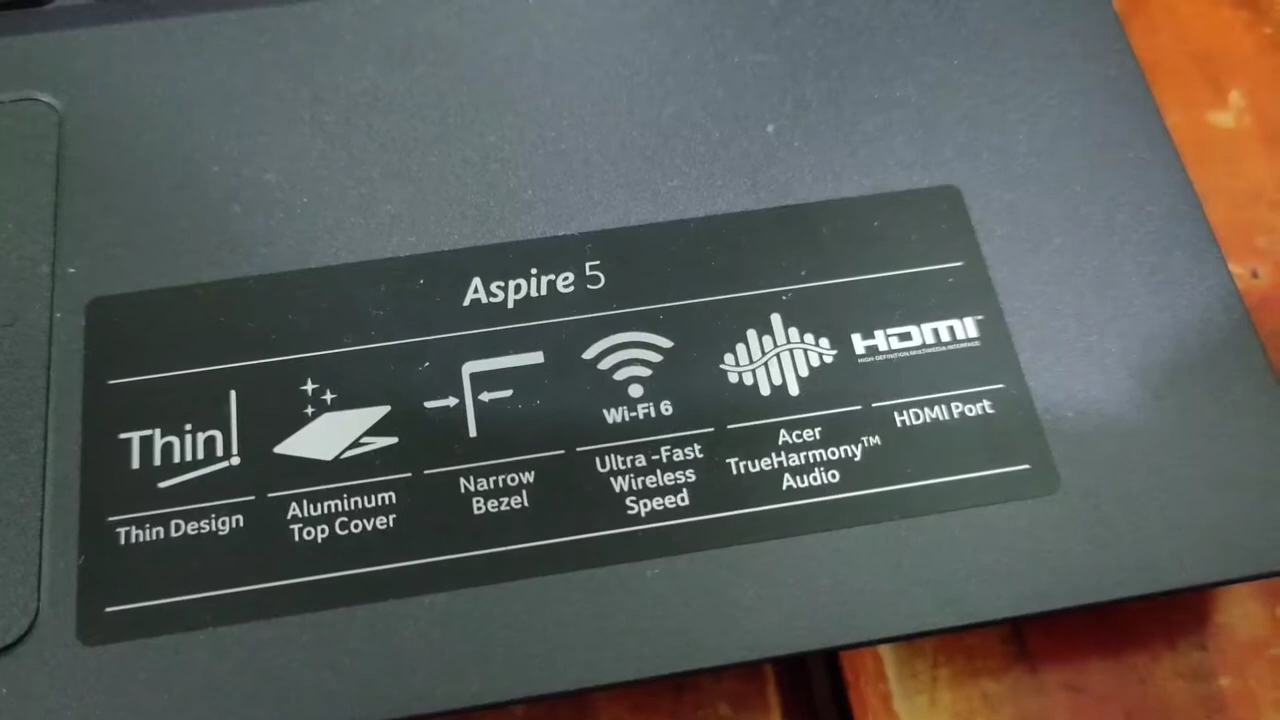 Aspire 5
Thin!
Thin Design
Aluminum
Top Cover
Narrow
Bezel
Wi-Fi 6
Ultra -Fast
Wireless
Speed
Acer
TrueHarmony™
Audio
HDMI™
HIGH-DEFINITION MULTIMEDIA INTERFACE
HDMI Port